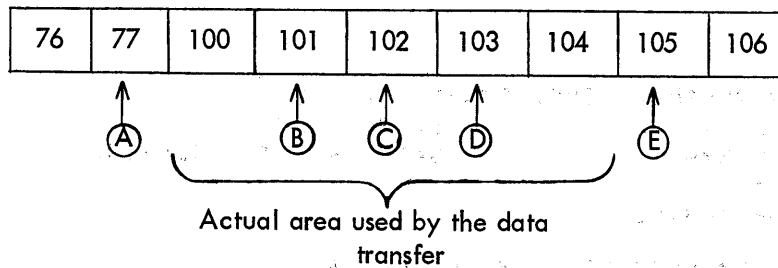 76 77 100 101 102 103 104 105 106
A B C D E
Actual area used by the data
transfer